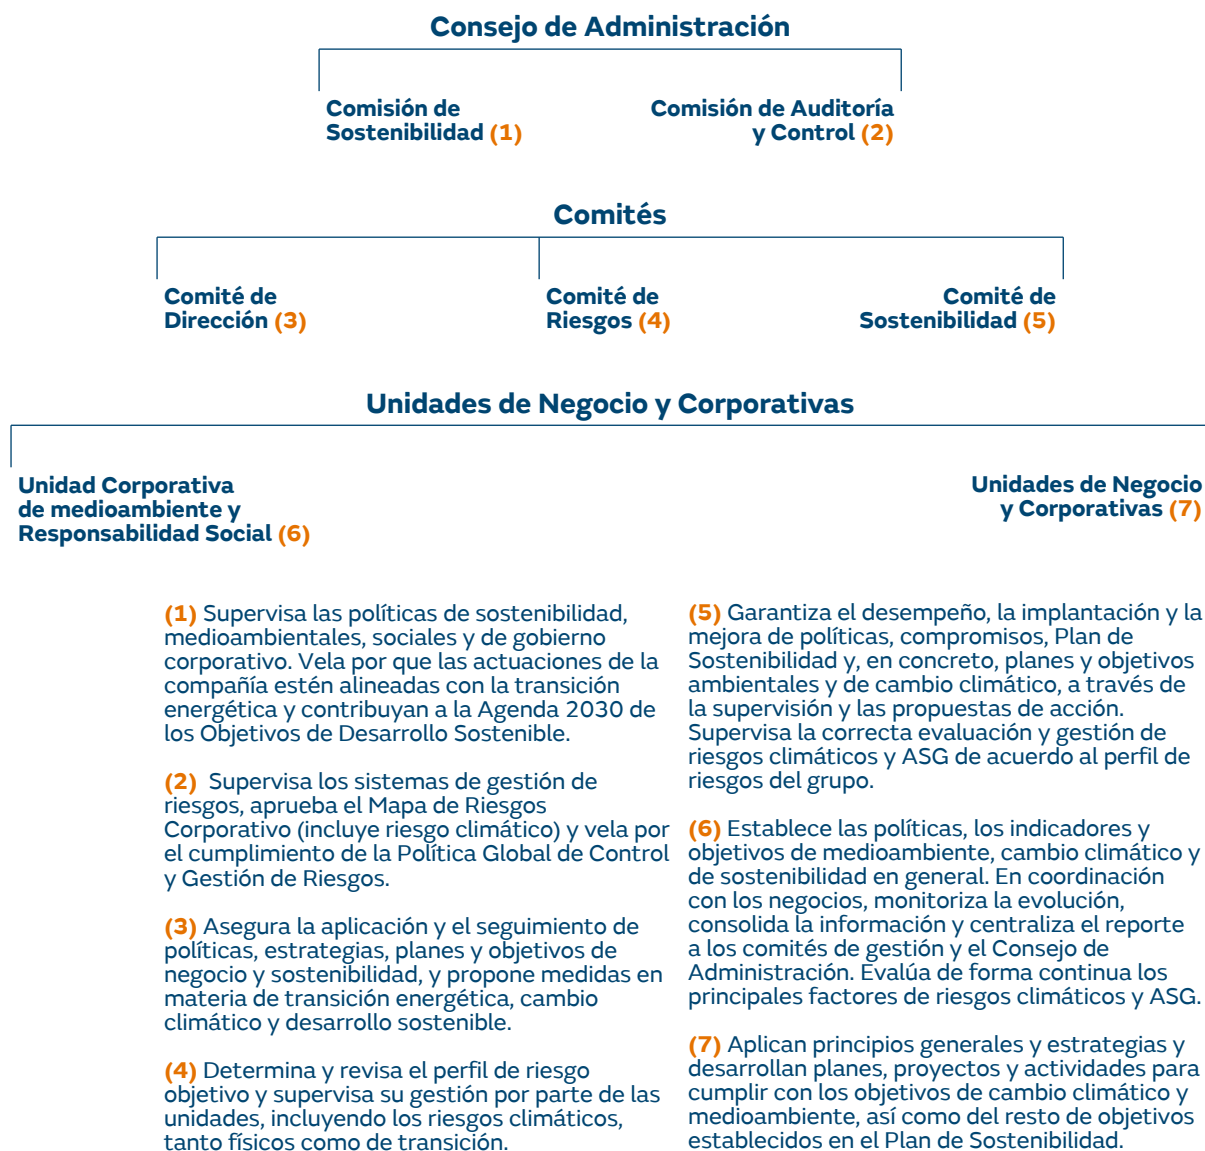 Consejo de Administración
Comisión de
Sostenibilidad (1)
Comisión de Auditoría
y Control (2)
Comités
Comité de
Dirección (3)
Comité de
Riesgos (4)
Comité de
Sostenibilidad (5)
Unidades de Negocio y Corporativas
Unidad Corporativa
de medioambiente y
Responsabilidad Social (6)
Unidades de Negocio
y Corporativas (7)
(1) Supervisa las políticas de sostenibilidad,
medioambientales, sociales y de gobierno
corporativo. Vela por que las actuaciones de la
compañía estén alineadas con la transición
energética y contribuyan a la Agenda 2030 de
los Objetivos de Desarrollo Sostenible.
(2) Supervisa los sistemas de gestión de
riesgos, aprueba el Mapa de Riesgos
Corporativo (incluye riesgo climático) y vela por
el cumplimiento de la Política Global de Control
y Gestión de Riesgos.
(3) Asegura la aplicación y el seguimiento de
políticas, estrategias, planes y objetivos de
negocio y sostenibilidad, y propone medidas en
materia de transición energética, cambio
climático y desarrollo sostenible.
(4) Determina y revisa el perfil de riesgo
objetivo y supervisa su gestión por parte de las
unidades, incluyendo los riesgos climáticos,
tanto físicos como de transición.
(5) Garantiza el desempeño, la implantación y la
mejora de políticas, compromisos, Plan de
Sostenibilidad y, en concreto, planes y objetivos
ambientales y de cambio climático, a través de
la supervisión y las propuestas de acción.
Supervisa la correcta evaluación y gestión de
riesgos climáticos y ASG de acuerdo al perfil de
riesgos del grupo.
(6) Establece las políticas, los indicadores y
objetivos de medioambiente, cambio climático y
de sostenibilidad en general. En coordinación
con los negocios, monitoriza la evolución,
consolida la información y centraliza el reporte
a los comités de gestión y el Consejo de
Administración. Evalúa de forma continua los
principales factores de riesgos climáticos y ASG.
(7) Aplican principios generales y estrategias y
desarrollan planes, proyectos y actividades para
cumplir con los objetivos de cambio climático y
medioambiente, así como del resto de objetivos
establecidos en el Plan de Sostenibilidad.